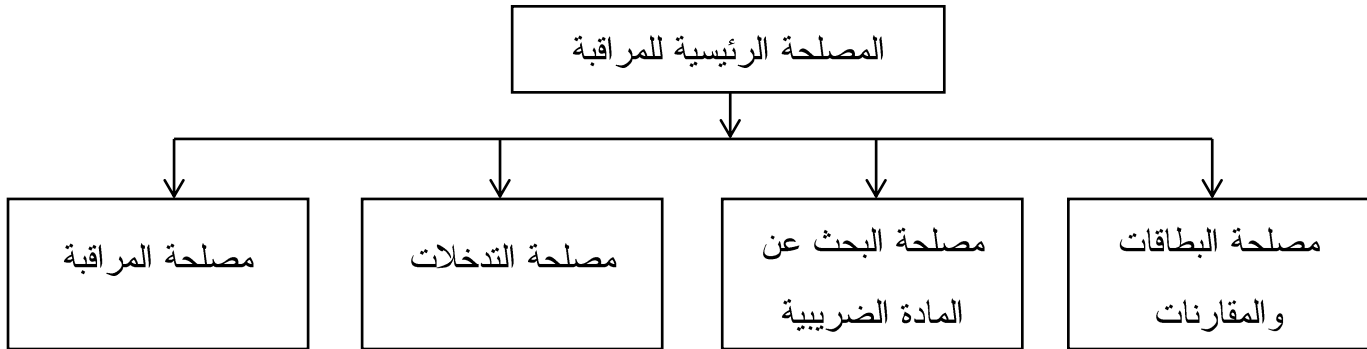 المصلحة الرئيسية للمراقبة
مصلحة البطاقات
والمقارنات
مصلحة البحث عن
المادة الضريبية
مصلحة التدخلات
مصلحة المراقبة